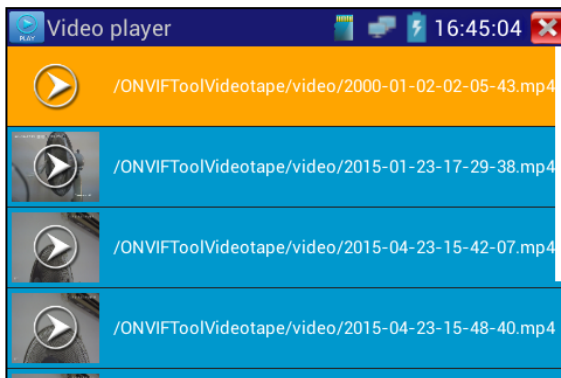 PLAY
Video player
16:45:04
/ONVIFToolVideotape/video/2000-01-02-02-05-43.mp4
/ONVIFToolVideotape/video/2015-01-23-17-29-38.mp4
/ONVIFToolVideotape/video/2015-04-23-15-42-07.mp4
/ONVIFToolVideotape/video/2015-04-23-15-48-40.mp4